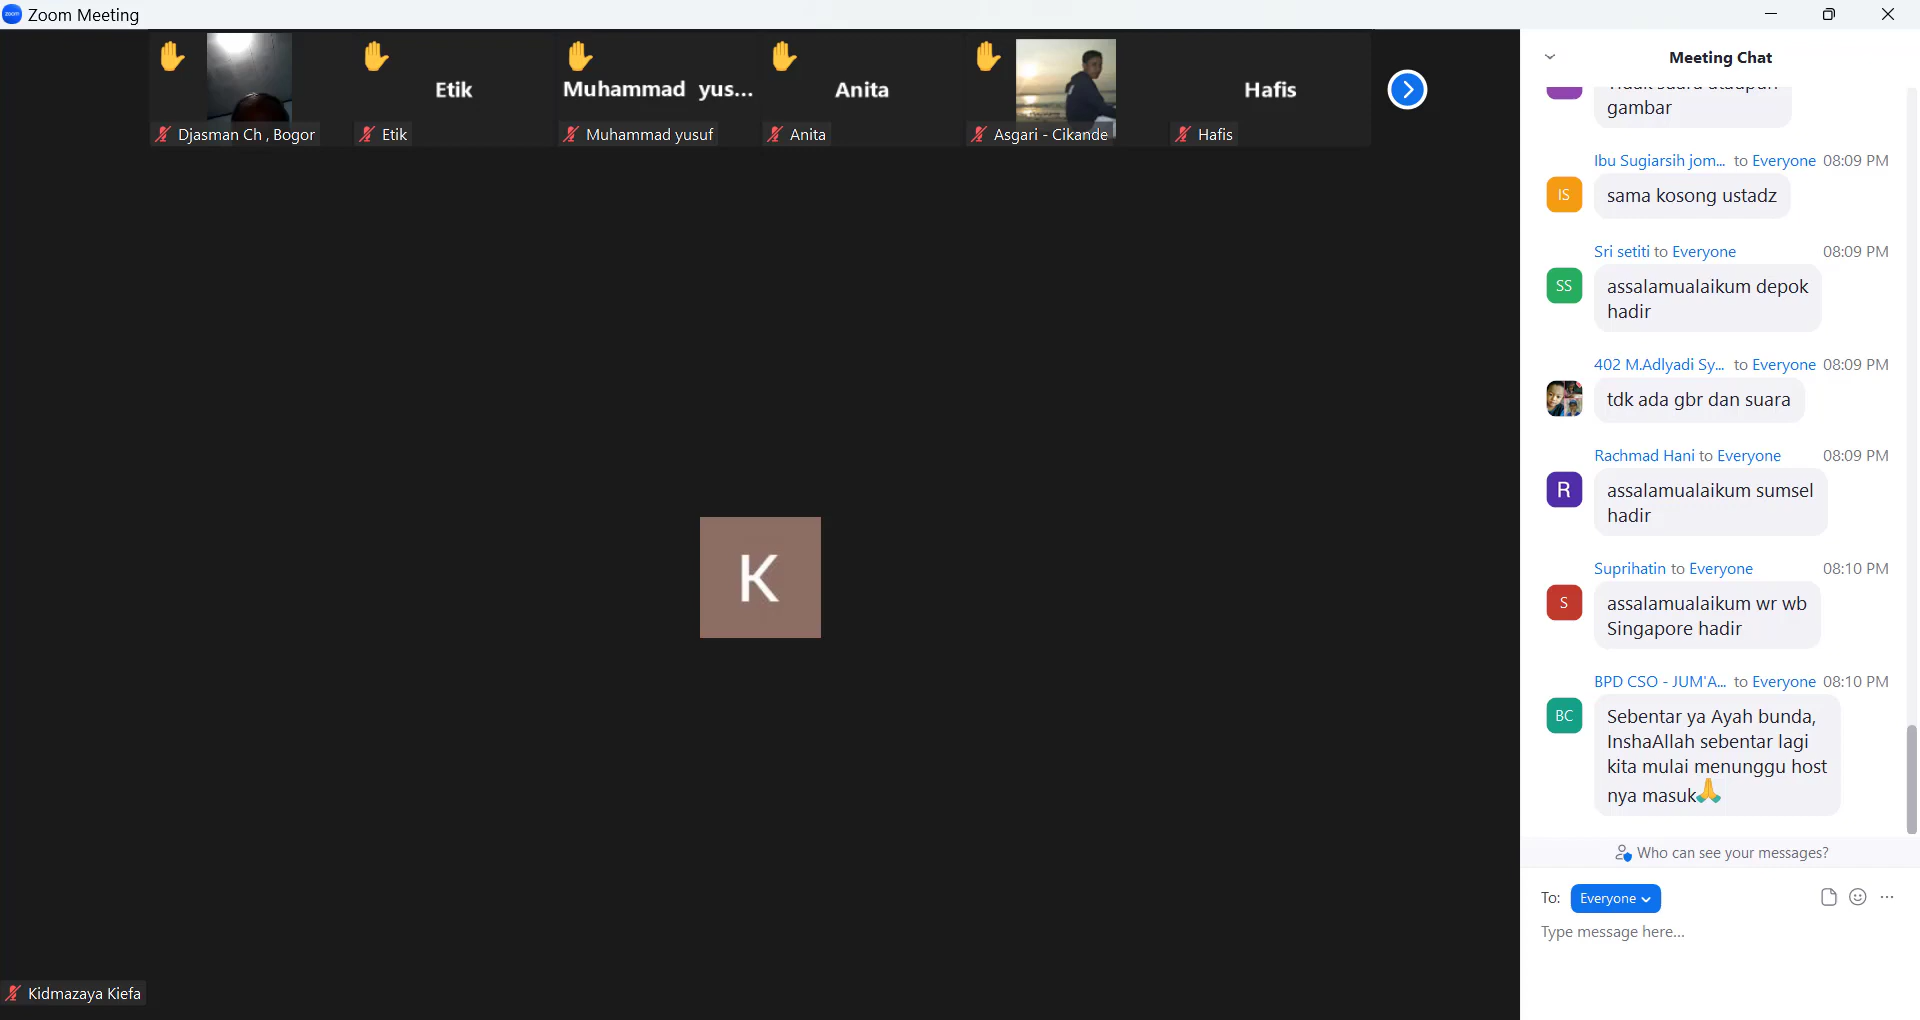 Zoom Meeting
Etik
Muhammad yus...
Anita
Hafis
Djasman Ch , Bogor
Etik
Muhammad yusuf
Anita
Asgari - Cikande
Hafis
K
Kidmazaya Kiefa
Meeting Chat
gambar
Ibu Sugiarsih jom... to Everyone 08:09 PM
IS
sama kosong ustadz
Sri setiti to Everyone 08:09 PM
SS
assalamualaikum depok
hadir
402 M.Adlyadi Sy... to Everyone 08:09 PM
tdk ada gbr dan suara
Rachmad Hani to Everyone 08:09 PM
R
assalamualaikum sumsel
hadir
Suprihatin to Everyone 08:10 PM
S
assalamualaikum wr wb
Singapore hadir
BPD CSO - JUM'A... to Everyone 08:10 PM
BC
Sebentar ya Ayah bunda,
InshaAllah sebentar lagi
kita mulai menunggu host
nya masuk🙏
Who can see your messages?
To: Everyone
Type message here...